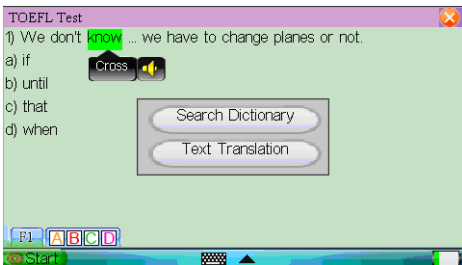 TOEFL Test
1) We don't know ... we have to change planes or not.
a) if
Cross
b) until
c) that
Search Dictionary
d) when
Text Translation
F1 A B C D
Start